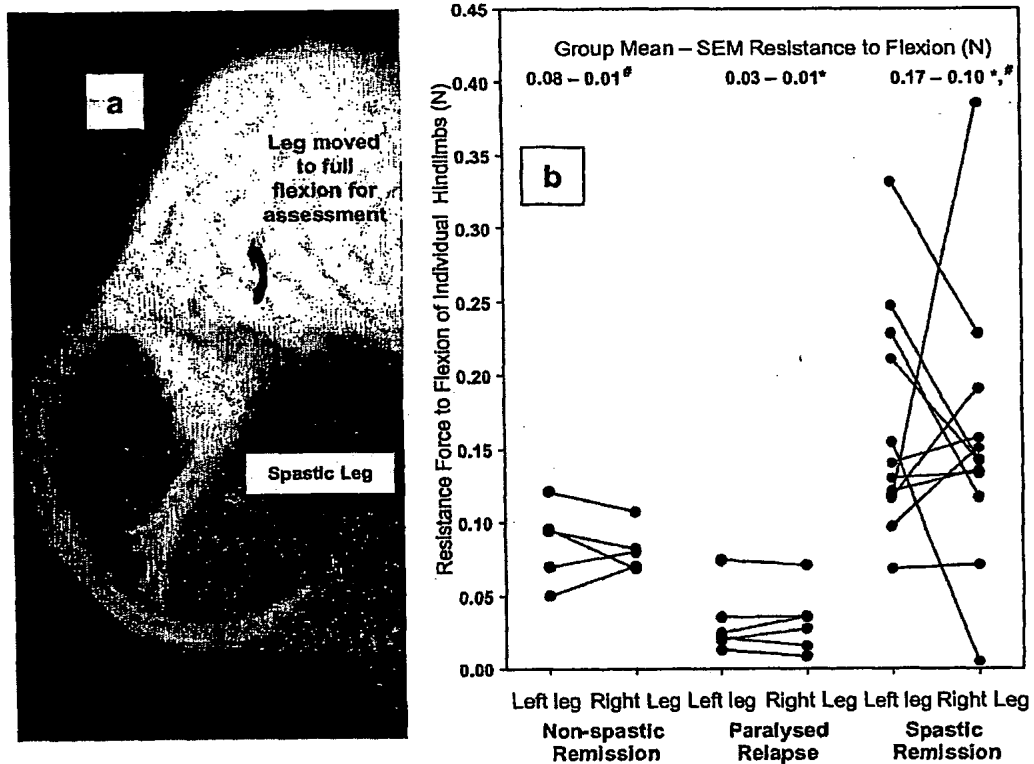 a
Leg moved
to full
flexion for
assessment
Spastic Leg
Resistance Force to Flexion of Individual Hindlimbs (N)
0.45
0.40
0.35
0.30
0.25
0.20
0.15
0.10
0.05
0.00
Group Mean – SEM Resistance to Flexion (N)
0.08 – 0.01# 0.03 – 0.01* 0.17 – 0.10 *,#
b
Left leg Right Leg Left leg Right Leg Left leg Right Leg
Non-spastic Remission
Paralysed Relapse
Spastic Remission